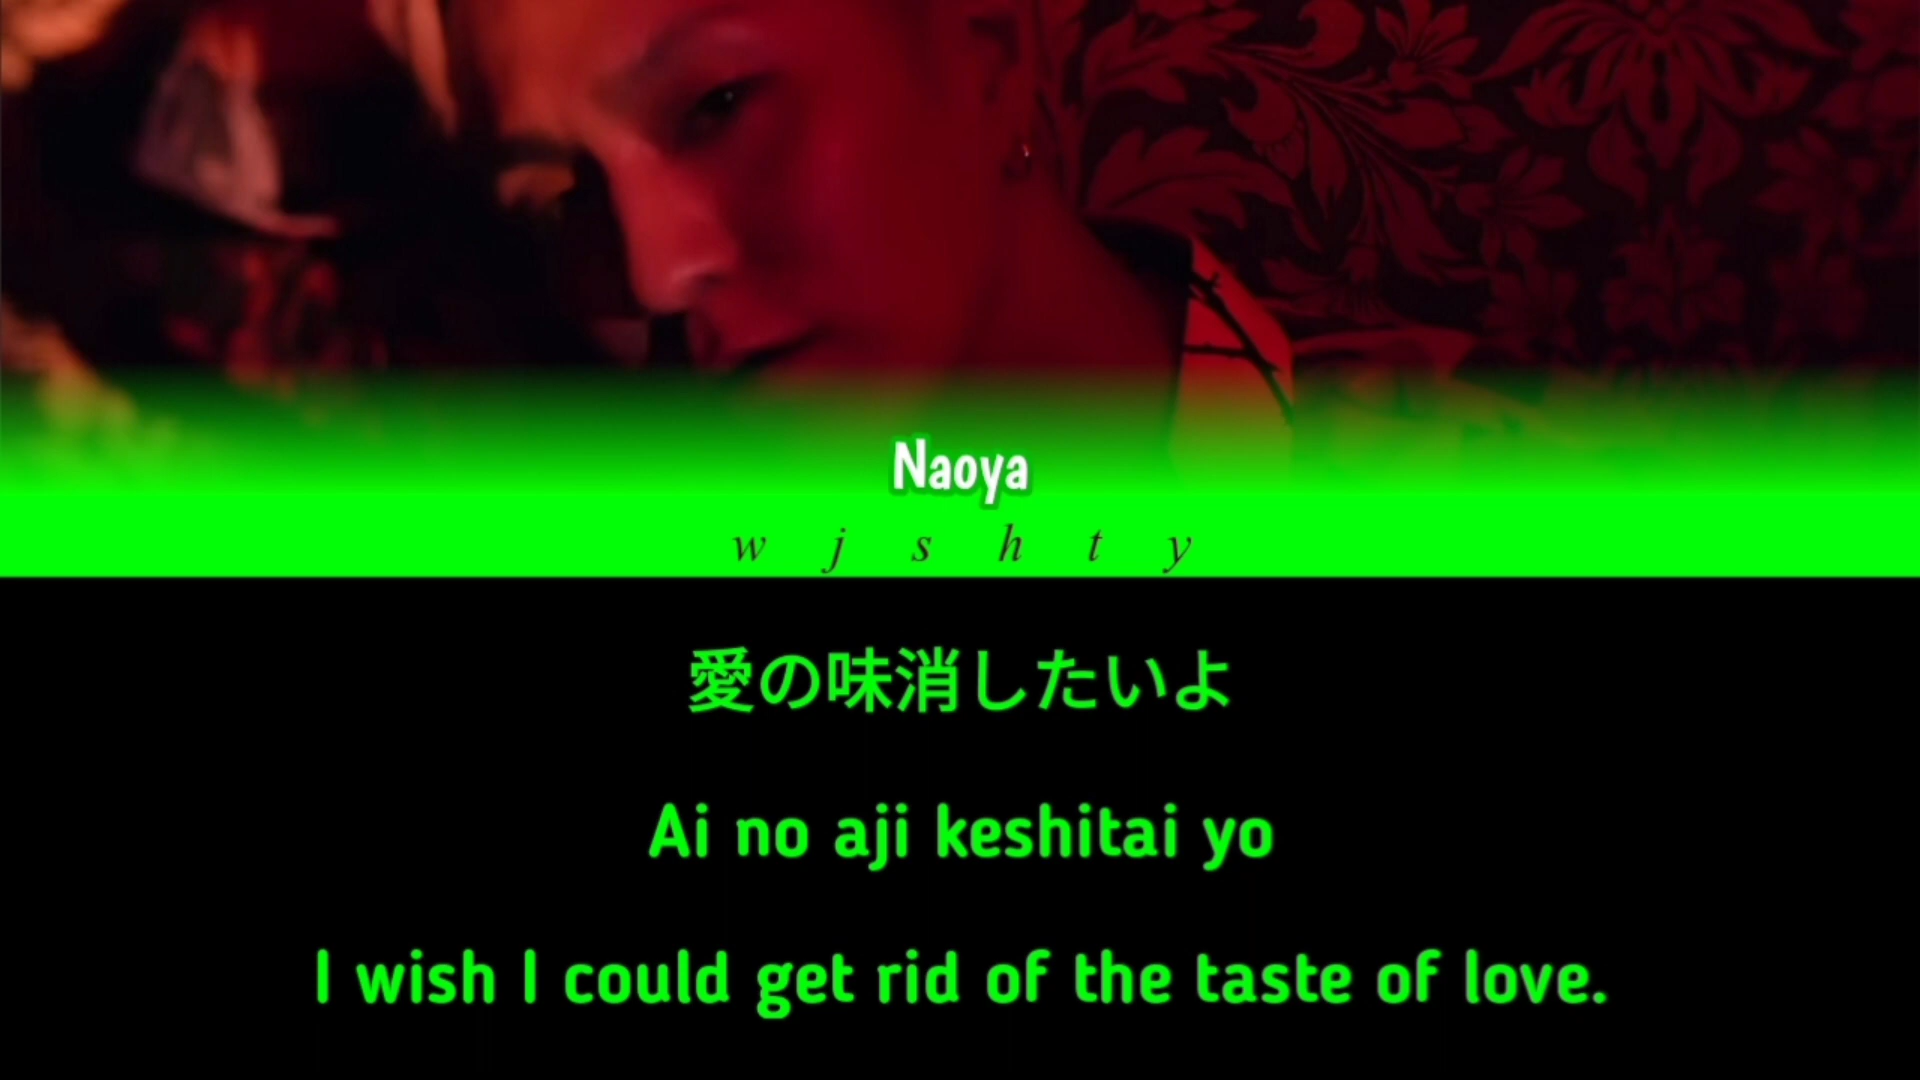 Naoya
w j s h t y
愛の味消したいよ
Ai no aji keshitai yo
I wish I could get rid of the taste of love.